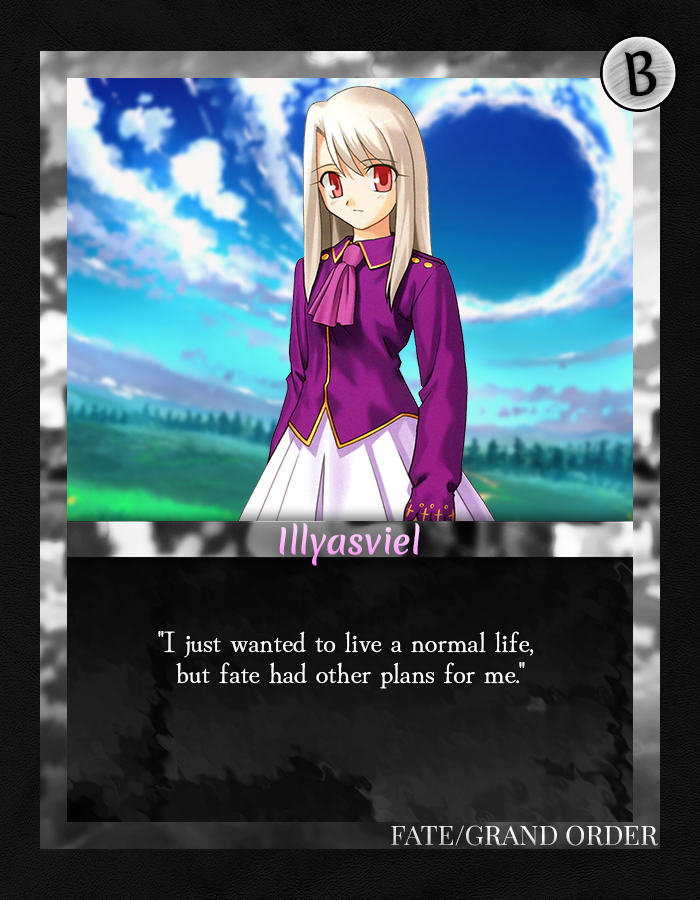 B
Illyasviel
"I just wanted to live a normal life,
but fate had other plans for me."
FATE/GRAND ORDER